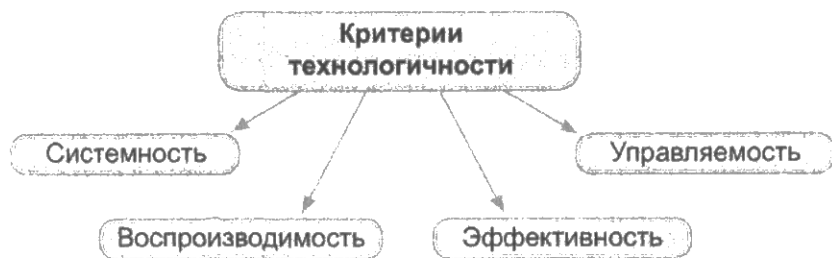 Критерии
технологичности
Системность
Управляемость
Воспроизводимость
Эффективность